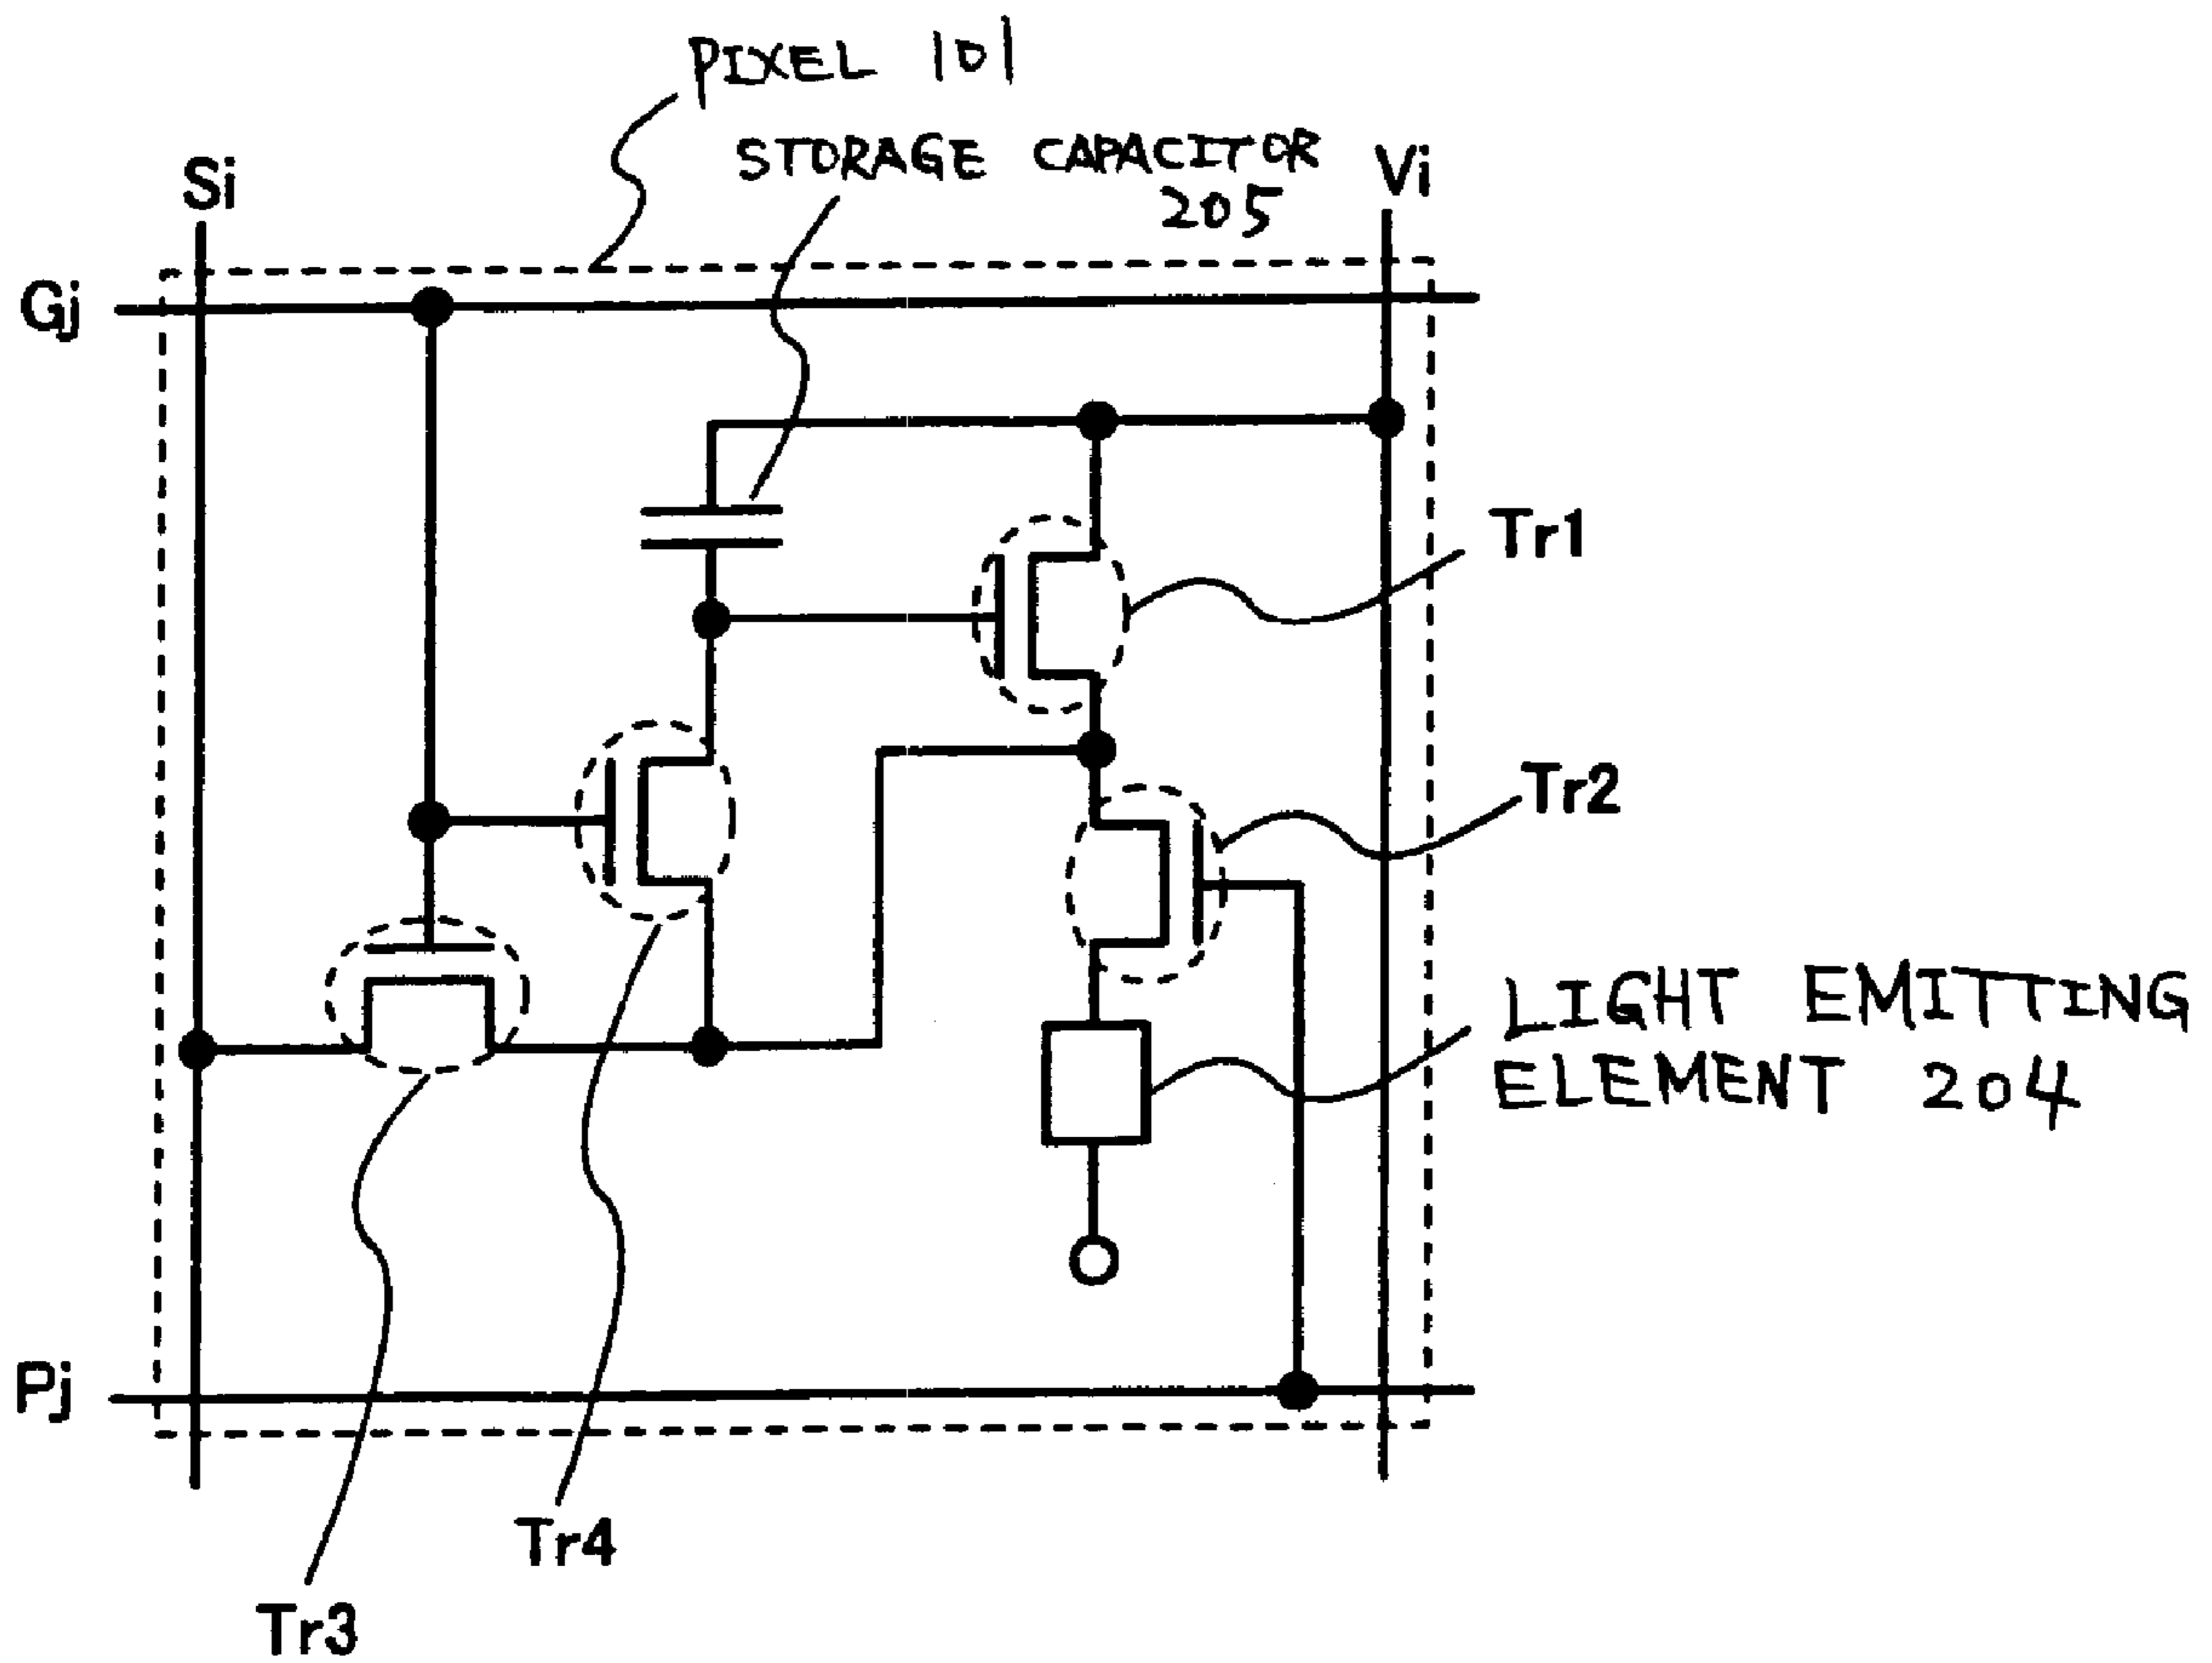 PIXEL 101
STORAGE CAPACITOR
205
Si
Vi
Gj
Tr1
Tr2
LIGHT EMITTING
ELEMENT 204
Pj
Tr4
Tr3